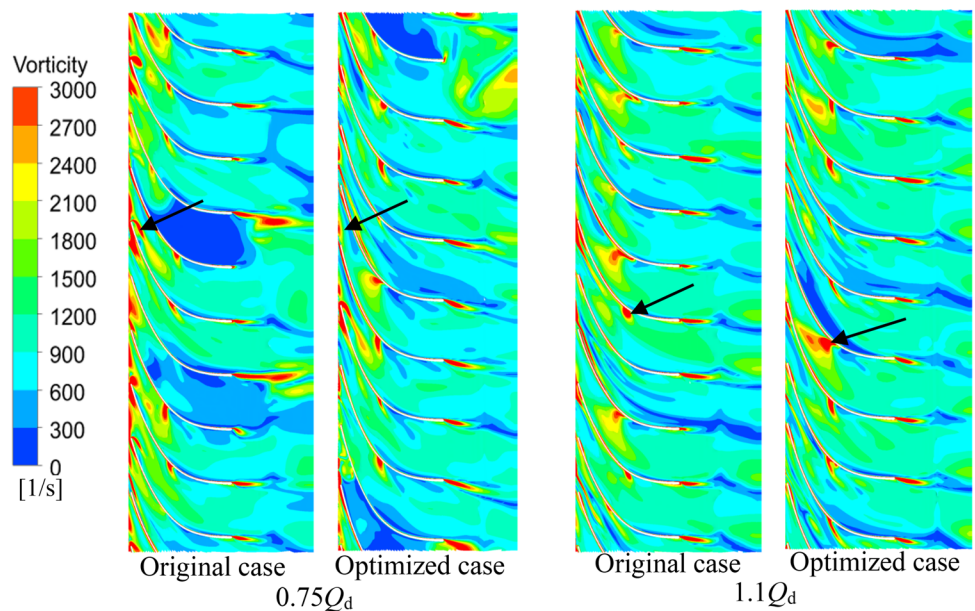 Vorticity
3000
2700
2400
2100
1800
1500
1200
900
600
300
0
[1/s]
Original case
Optimized case
0.75Qd
Original case
Optimized case
1.1Qd